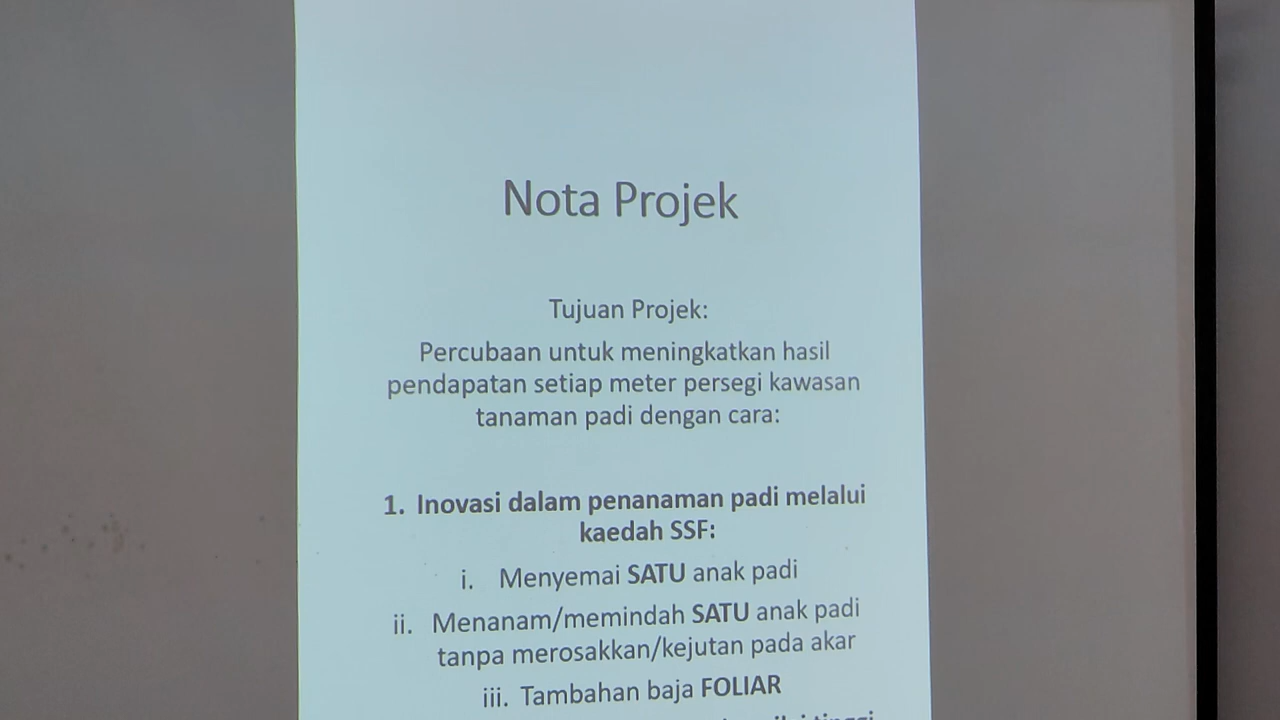 Nota Projek
Tujuan Projek:
Percubaan untuk meningkatkan hasil
pendapatan setiap meter persegi kawasan
tanaman padi dengan cara:
1. Inovasi dalam penanaman padi melalui
kaedah SSF:
i. Menyemai SATU anak padi
ii. Menanam/memindah SATU anak padi
tanpa merosakkan/kejutan pada akar
iii. Tambahan baja FOLIAR